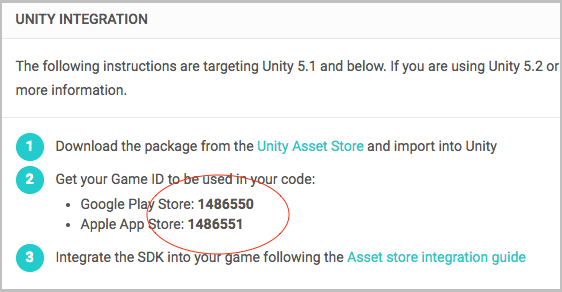 UNITY INTEGRATION
The following instructions are targeting Unity 5.1 and below. If you are using Unity 5.2 or
more information.
1 Download the package from the Unity Asset Store and import into Unity
2 Get your Game ID to be used in your code:
• Google Play Store: 1486550
• Apple App Store: 1486551
3 Integrate the SDK into your game following the Asset store integration guide